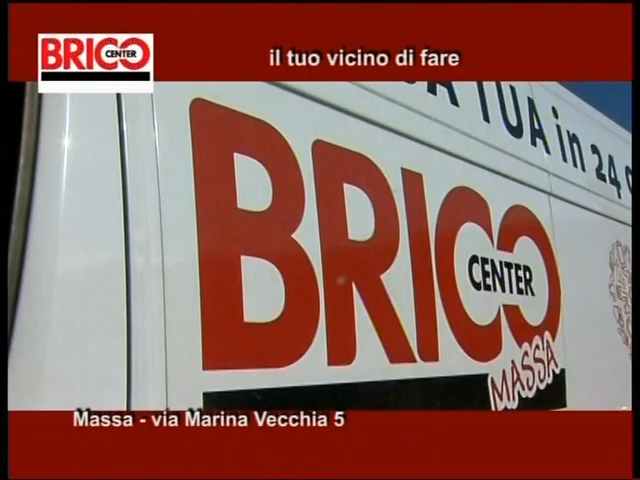 BRICO
CENTER
il tuo vicino di fare
TUA in 24
BRICO
CENTER
MASSA
Massa - via Marina Vecchia 5